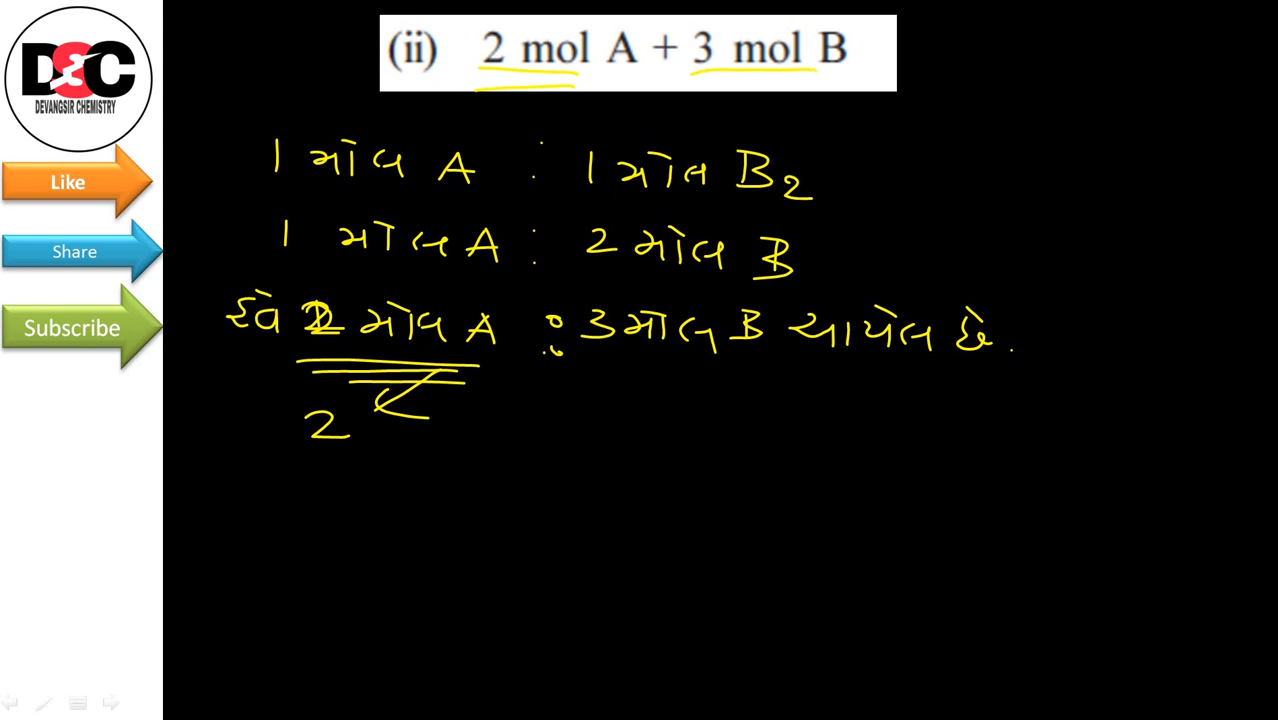 DEC
DEVANGSIR CHEMISTRY
Like
Share
Subscribe
(ii) 2 mol A + 3 mol B
1 મોલ A : 1 મોલ B₂
1 મોલ A : 2 મોલ B
હવે 2 મોલ A : 3 મોલ B આપેલ છે.
2